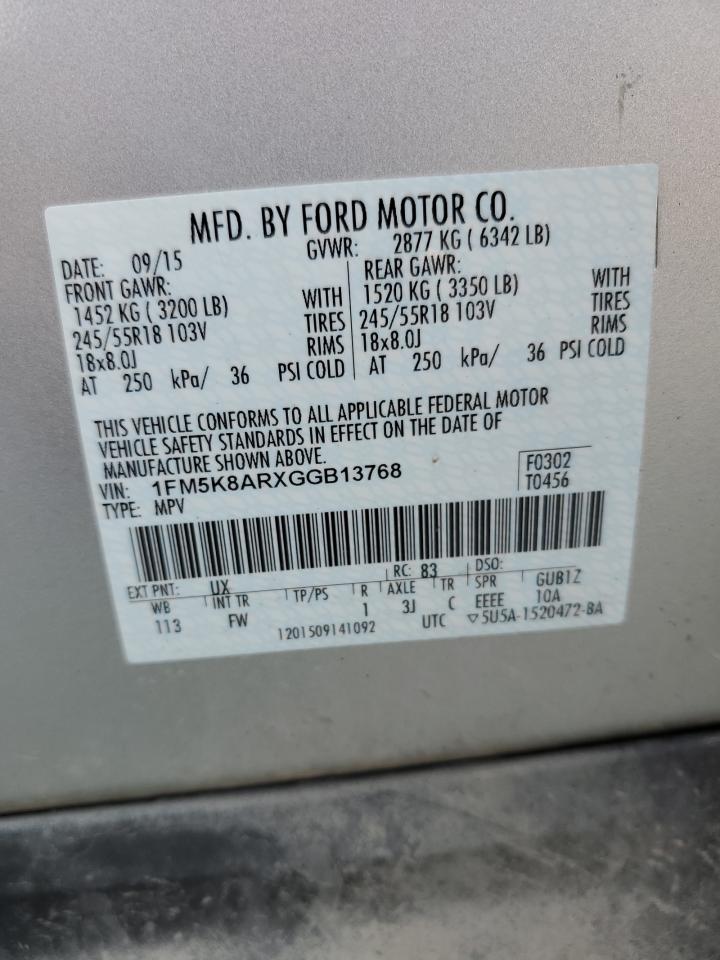 MFD. BY FORD MOTOR CO.
DATE: 09/15
GVWR: 2877 KG ( 6342 LB)
FRONT GAWR:
1452 KG ( 3200 LB) WITH
245/55R18 103V TIRES
18x8.0J RIMS
AT 250 kPa/ 36 PSI COLD
REAR GAWR:
1520 KG ( 3350 LB) WITH
245/55R18 103V TIRES
18x8.0J RIMS
AT 250 kPa/ 36 PSI COLD
THIS VEHICLE CONFORMS TO ALL APPLICABLE FEDERAL MOTOR
VEHICLE SAFETY STANDARDS IN EFFECT ON THE DATE OF
MANUFACTURE SHOWN ABOVE.
VIN: 1FM5K8ARXGGB13768
TYPE: MPV
F0302
T0456
EXT PNT: UX RC: 83 DSO:
WB INT TR TP/PS R AXLE TR SPR GUB1Z
113 FW 1 3J C EEEE 10A
1201509141092 UTC ▽5U5A-1520472-BA